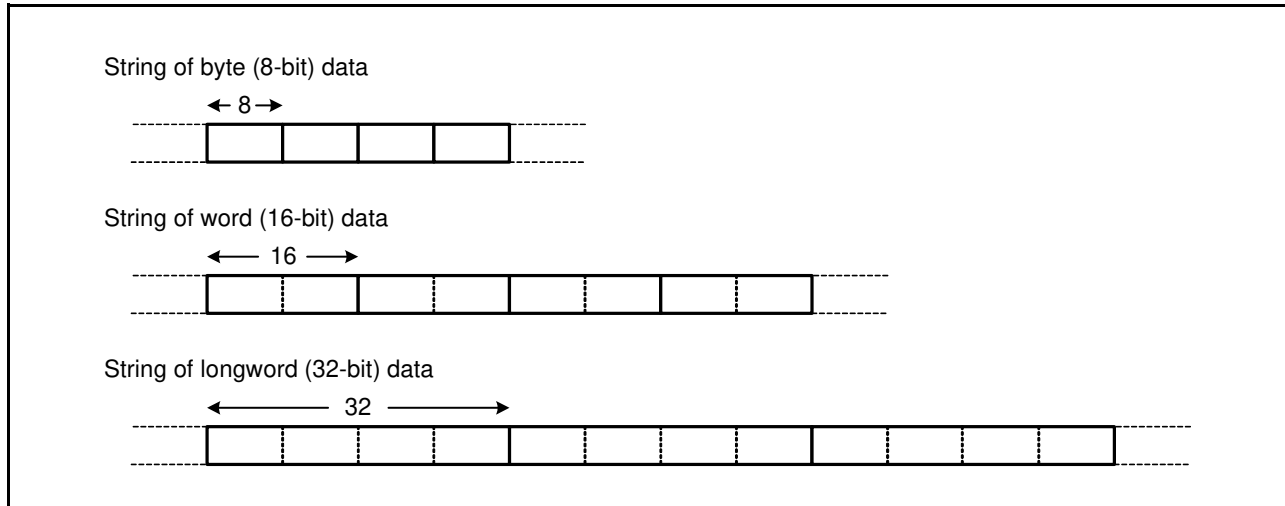 String of byte (8-bit) data
8
String of word (16-bit) data
16
String of longword (32-bit) data
32